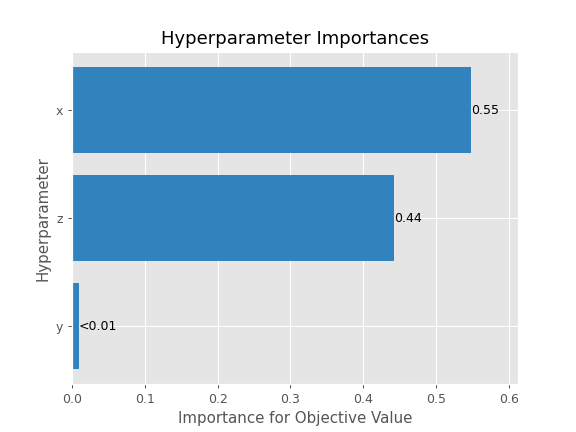 Hyperparameter Importances
Hyperparameter
x
0.55
z
0.44
y
<0.01
0.0 0.1 0.2 0.3 0.4 0.5 0.6
Importance for Objective Value